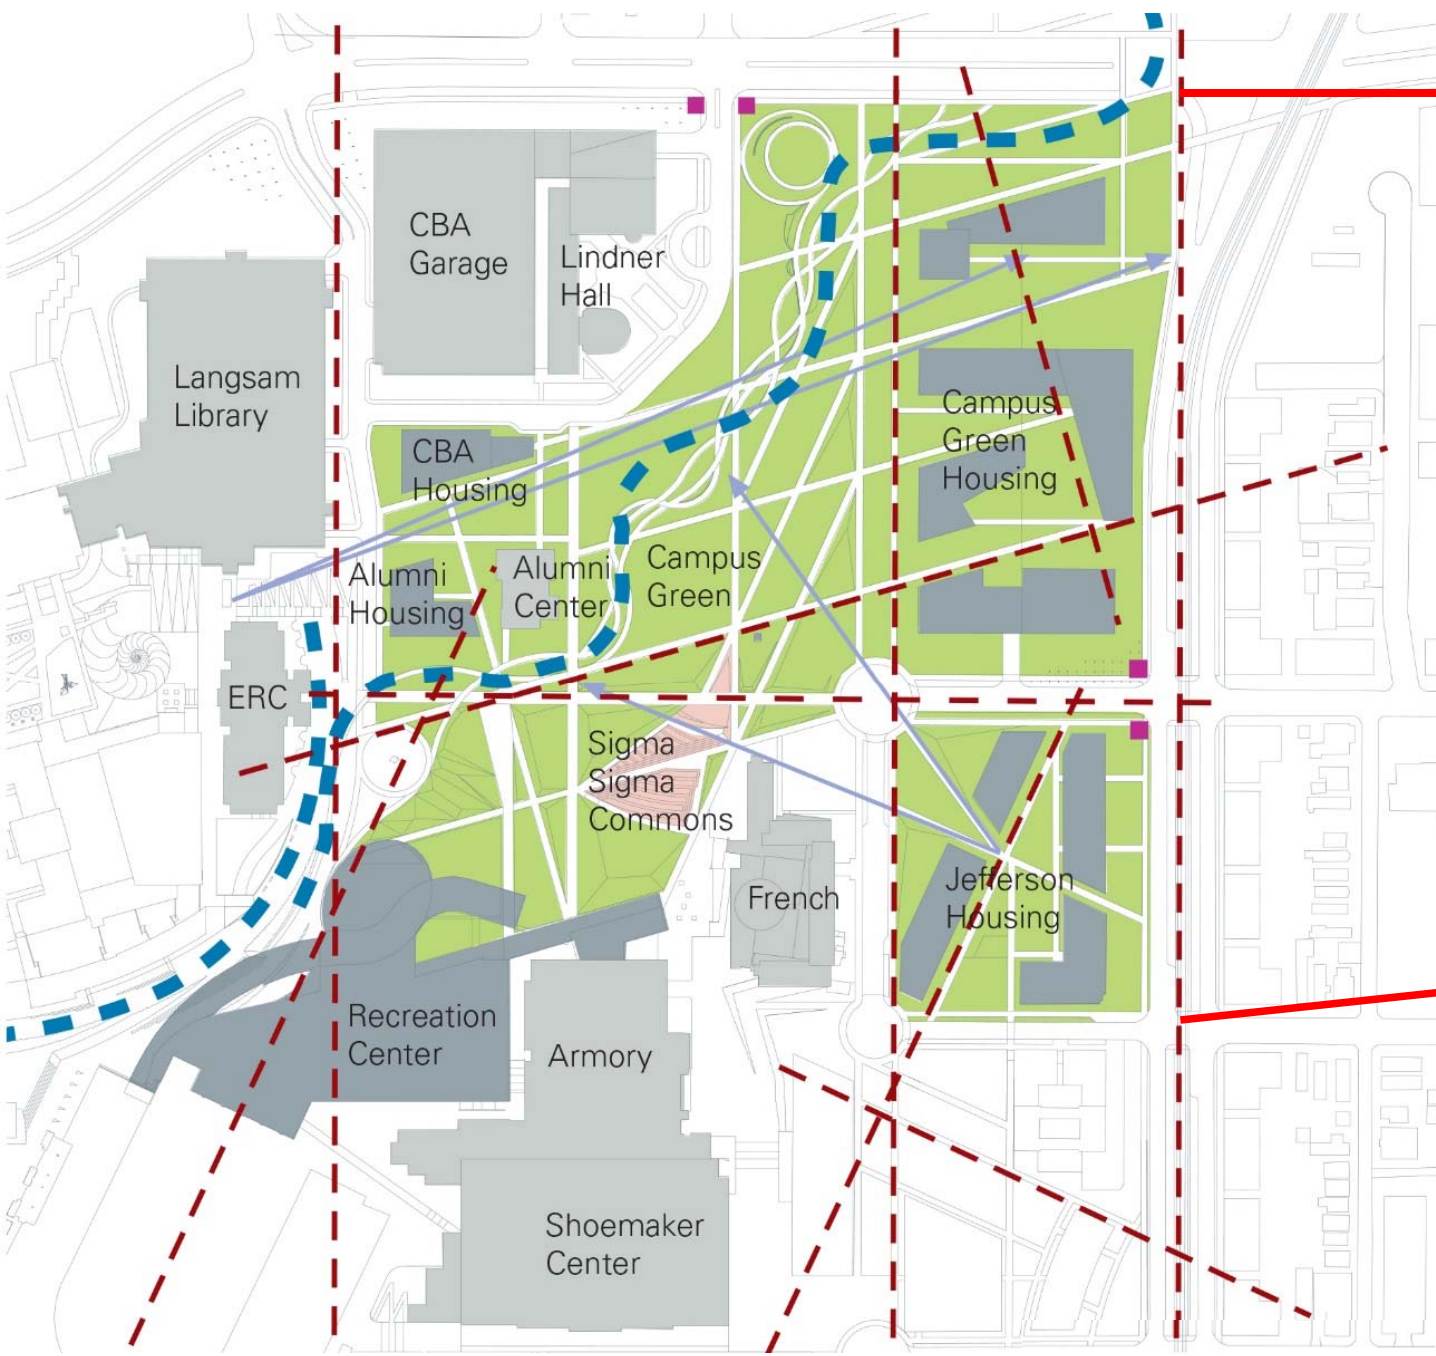 CBA
Garage
Lindner
Hall
Langsam
Library
CBA
Housing
Campus
Green
Housing
Alumni
Housing
Alumni
Center
Campus
Green
ERC
Sigma
Sigma
Commons
French
Jefferson
Housing
Recreation
Center
Armory
Shoemaker
Center